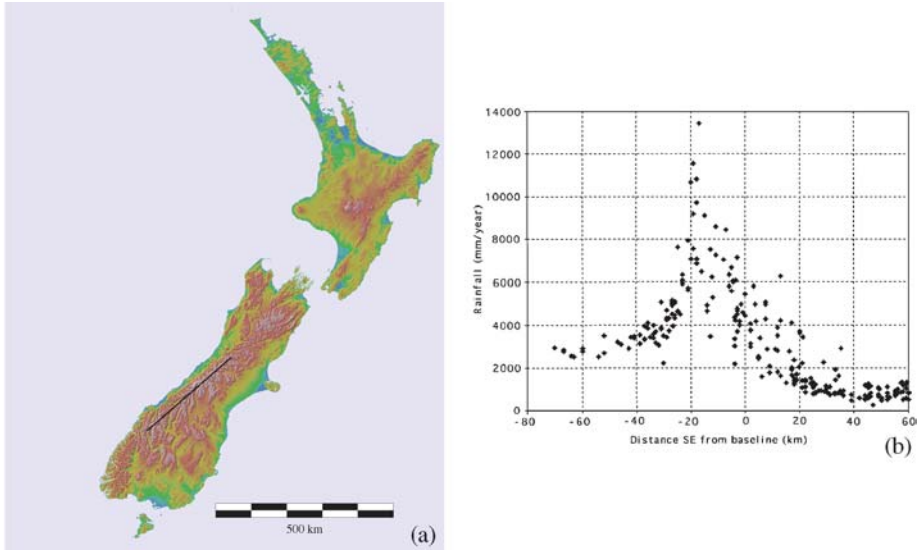 500 km
(a)
14000
12000
10000
8000
6000
4000
2000
0
Rainfall (mm/year)
-80 -60 -40 -20 0 20 40 60
Distance SE from baseline (km)
(b)